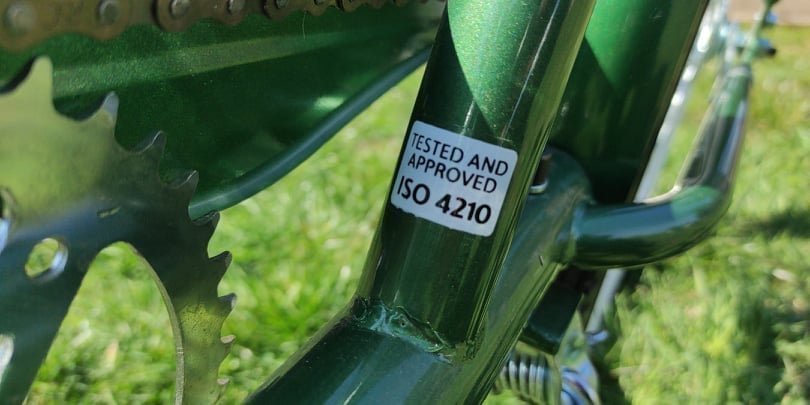 TESTED AND
APPROVED
ISO 4210